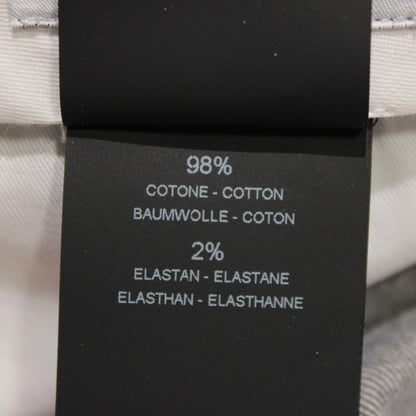 98%
COTONE - COTTON
BAUMWOLLE - COTON
2%
ELASTAN - ELASTANE
ELASTHAN - ELASTHANNE